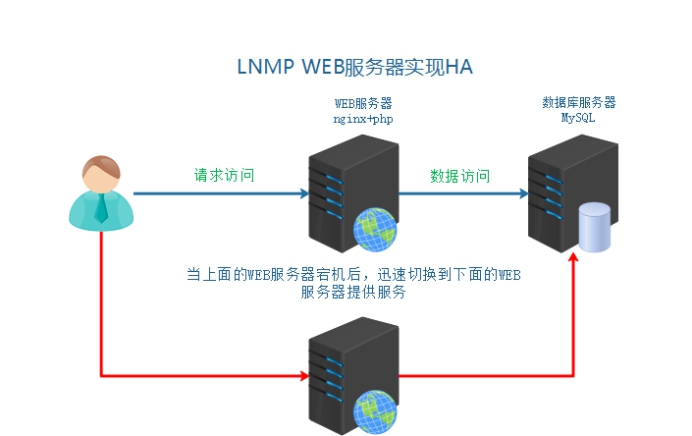 LNMP WEB服务器实现HA
WEB服务器
nginx+php
数据库服务器
MySQL
请求访问
数据访问
当上面的WEB服务器宕机后，迅速切换到下面的WEB
服务器提供服务